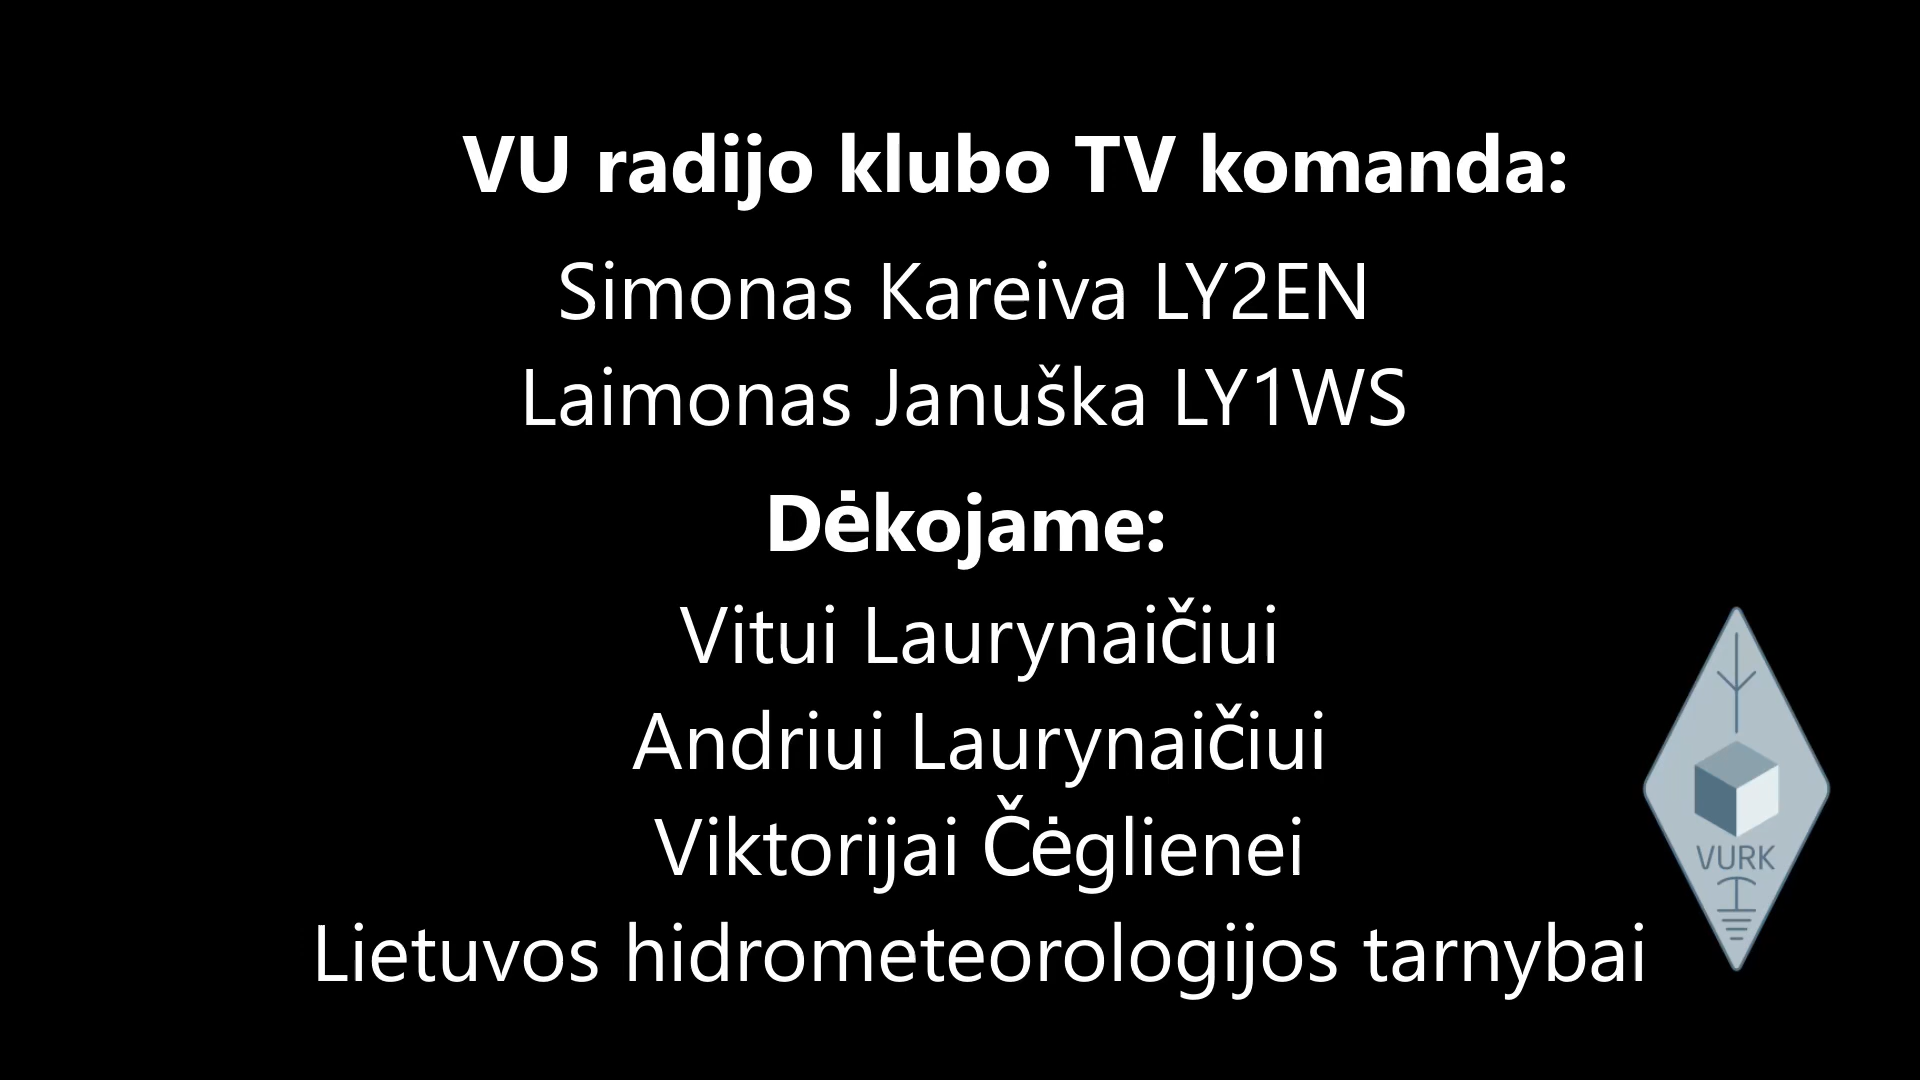 VU radijo klubo TV komanda:
Simonas Kareiva LY2EN
Laimonas Januška LY1WS
Dėkojame:
Vitui Laurynaičiui
Andriui Laurynaičiui
Viktorijai Čėglienei
Lietuvos hidrometeorologijos tarnybai
VURK